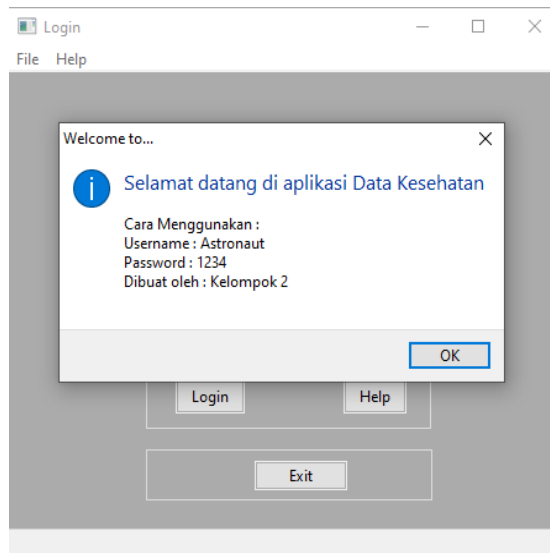 Login
File Help
Welcome to...
Selamat datang di aplikasi Data Kesehatan
Cara Menggunakan :
Username : Astronaut
Password : 1234
Dibuat oleh : Kelompok 2
OK
Login Help
Exit